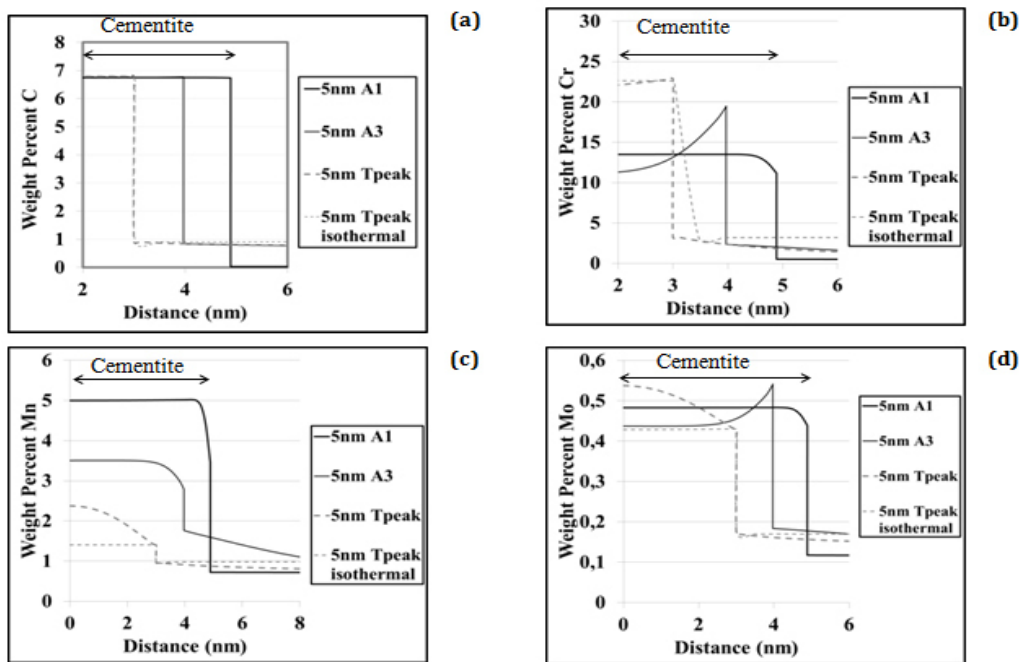 (a)
Cementite
Weight Percent C
8
7
6
5
4
3
2
1
0
2 4 6
Distance (nm)
5nm A1
5nm A3
5nm Tpeak
5nm Tpeak
isothermal
(b)
Cementite
Weight Percent Cr
30
25
20
15
10
5
0
2 3 4 5 6
Distance (nm)
5nm A1
5nm A3
5nm Tpeak
5nm Tpeak
isothermal
(c)
Cementite
Weight Percent Mn
6
5
4
3
2
1
0
0 2 4 6 8
Distance (nm)
5nm A1
5nm A3
5nm Tpeak
5nm Tpeak
isothermal
(d)
Cementite
Weight Percent Mo
0,6
0,5
0,4
0,3
0,2
0,1
0
0 2 4 6
Distance (nm)
5nm A1
5nm A3
5nm Tpeak
5nm Tpeak
isothermal